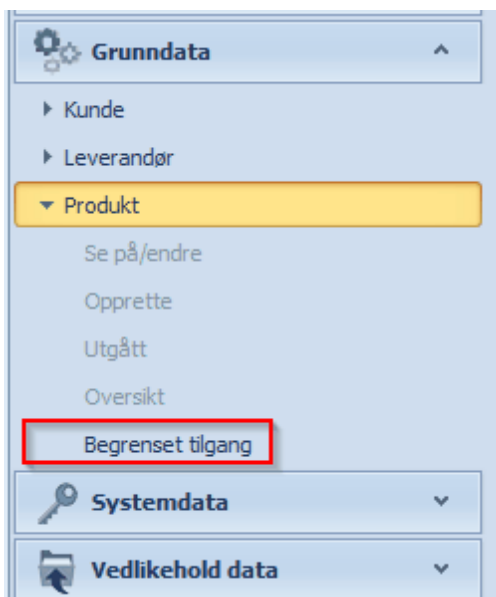 Grunndata
Kunde
Leverandør
Produkt
Se på/endre
Opprette
Utgått
Oversikt
Begrenset tilgang
Systemdata
Vedlikehold data